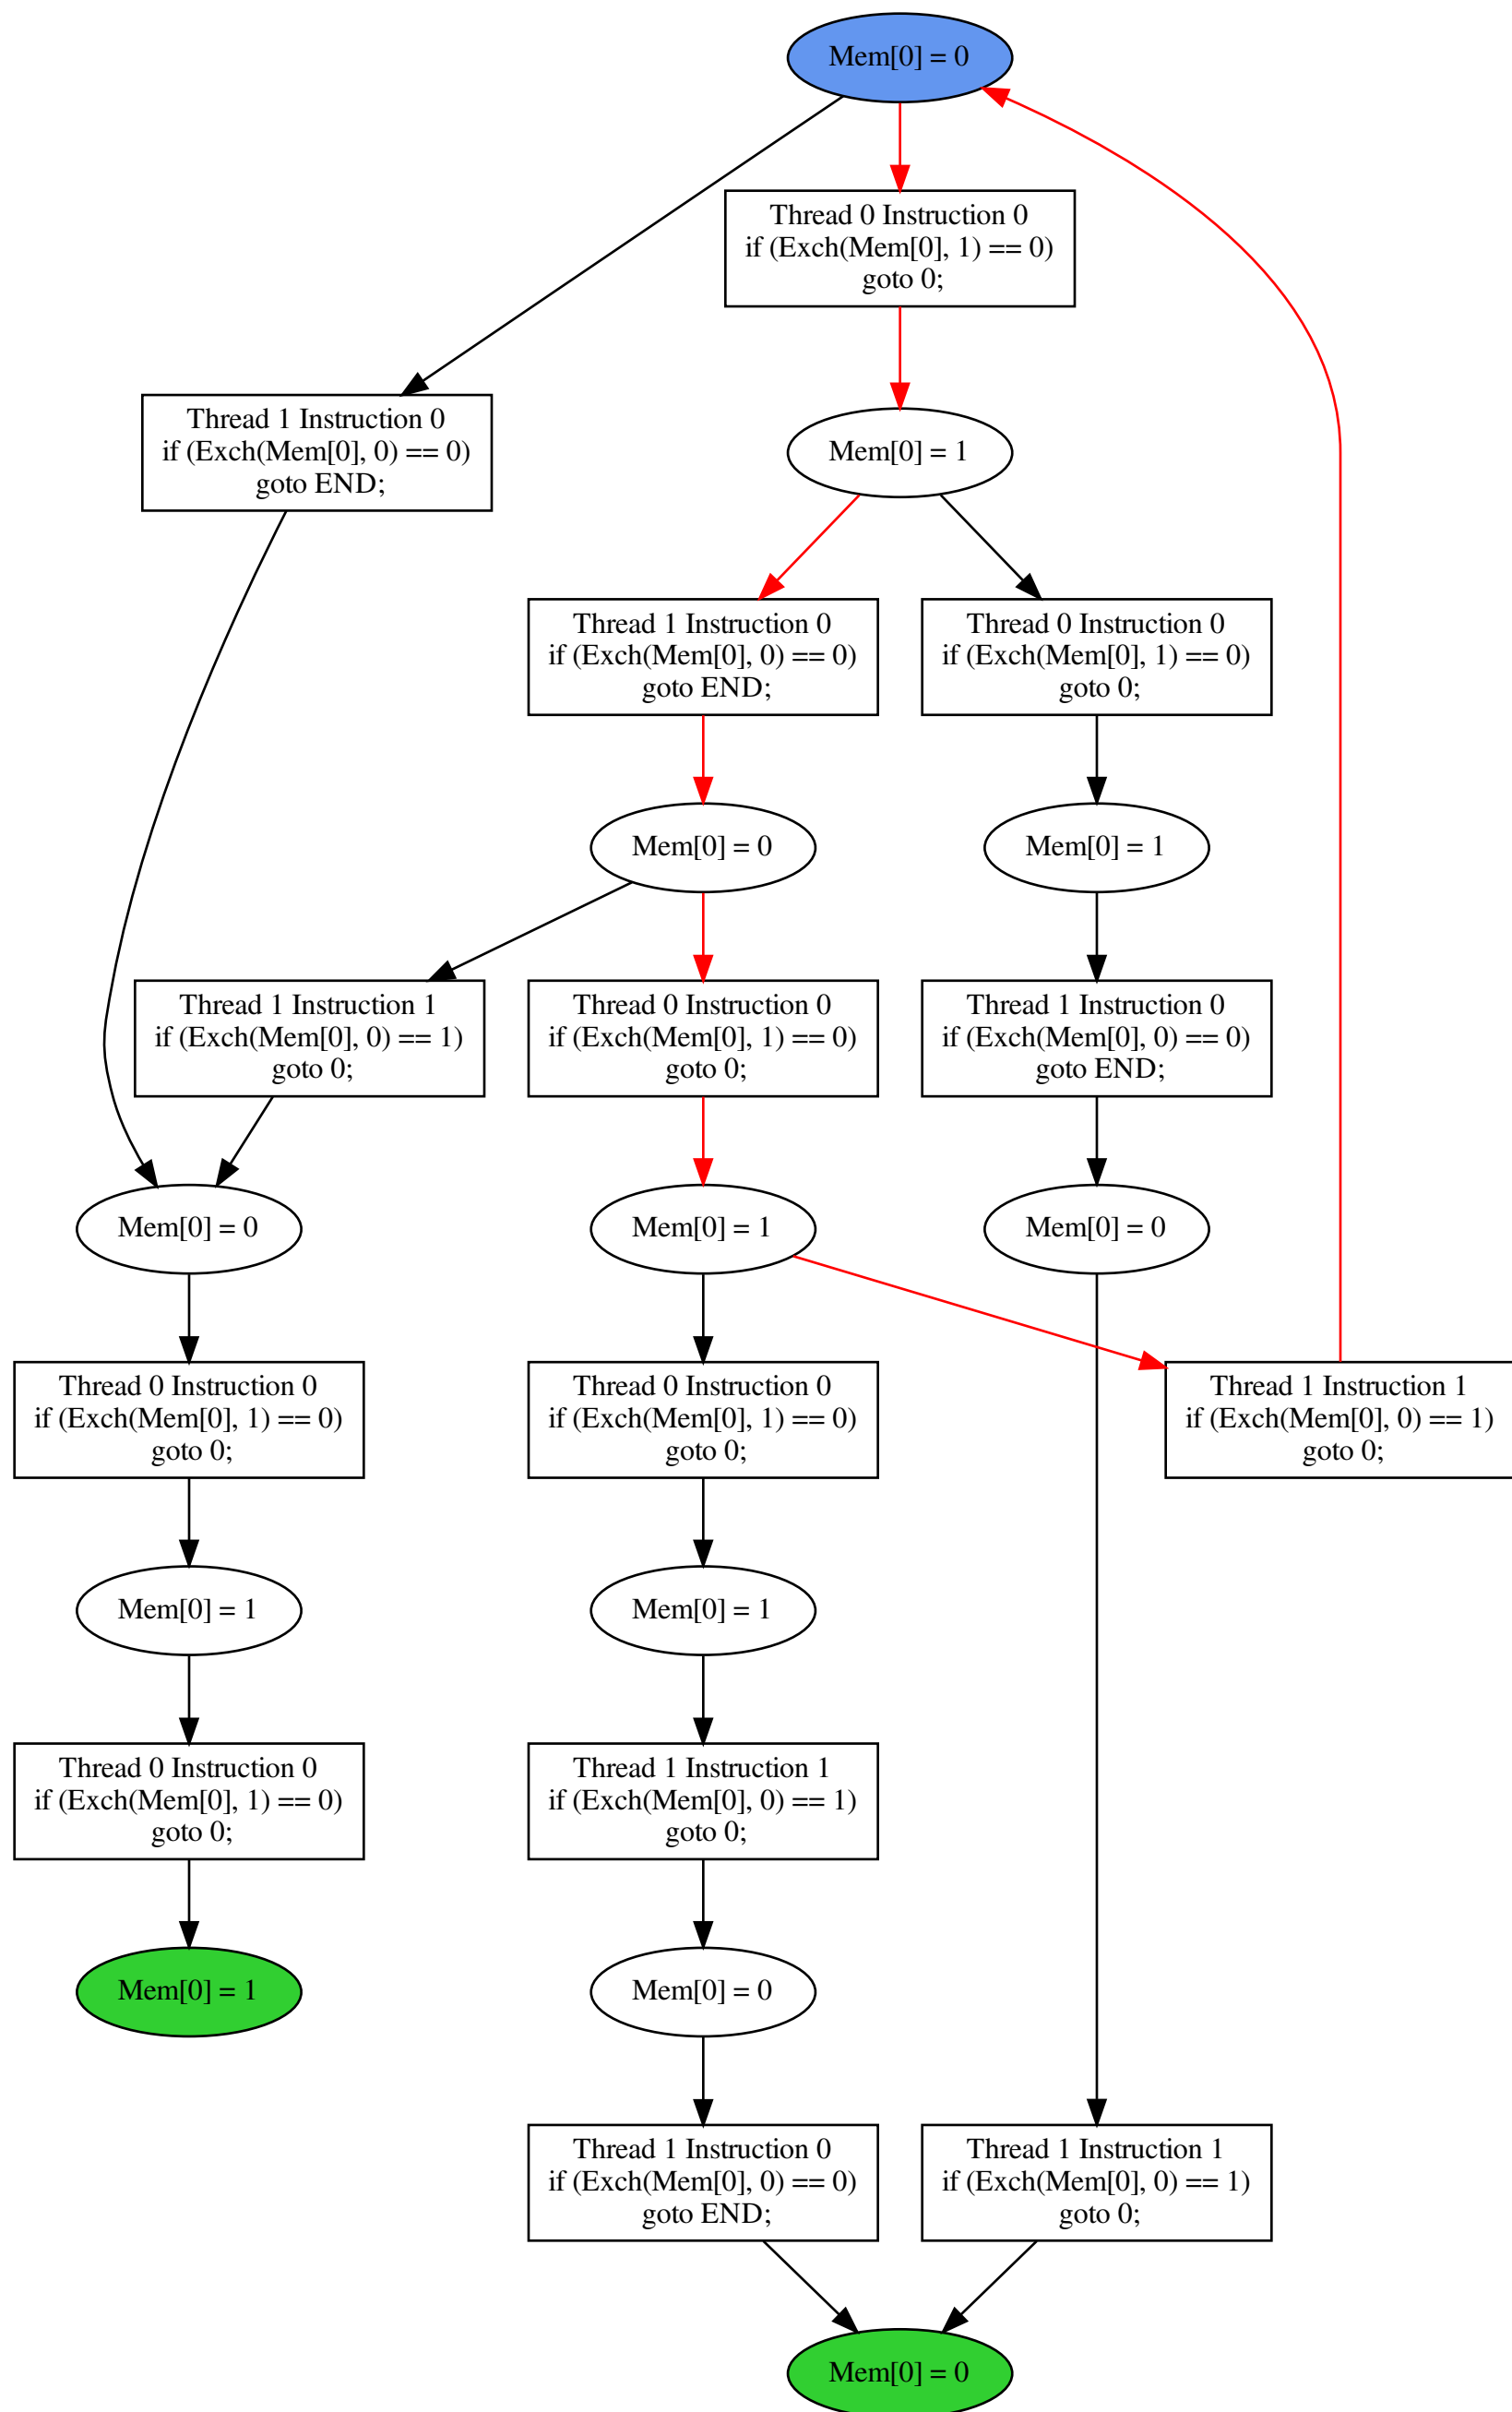 Mem[0] = 0
Thread 0 Instruction 0
if (Exch(Mem[0], 1) == 0)
goto 0;
Thread 1 Instruction 0
if (Exch(Mem[0], 0) == 0)
goto END;
Mem[0] = 1
Thread 1 Instruction 0
if (Exch(Mem[0], 0) == 0)
goto END;
Thread 0 Instruction 0
if (Exch(Mem[0], 1) == 0)
goto 0;
Mem[0] = 0
Mem[0] = 1
Thread 1 Instruction 1
if (Exch(Mem[0], 0) == 1)
goto 0;
Thread 0 Instruction 0
if (Exch(Mem[0], 1) == 0)
goto 0;
Thread 1 Instruction 0
if (Exch(Mem[0], 0) == 0)
goto END;
Mem[0] = 0
Mem[0] = 1
Mem[0] = 0
Thread 0 Instruction 0
if (Exch(Mem[0], 1) == 0)
goto 0;
Thread 0 Instruction 0
if (Exch(Mem[0], 1) == 0)
goto 0;
Thread 1 Instruction 1
if (Exch(Mem[0], 0) == 1)
goto 0;
Mem[0] = 1
Mem[0] = 1
Thread 0 Instruction 0
if (Exch(Mem[0], 1) == 0)
goto 0;
Thread 1 Instruction 1
if (Exch(Mem[0], 0) == 1)
goto 0;
Mem[0] = 1
Mem[0] = 0
Thread 1 Instruction 0
if (Exch(Mem[0], 0) == 0)
goto END;
Thread 1 Instruction 1
if (Exch(Mem[0], 0) == 1)
goto 0;
Mem[0] = 0